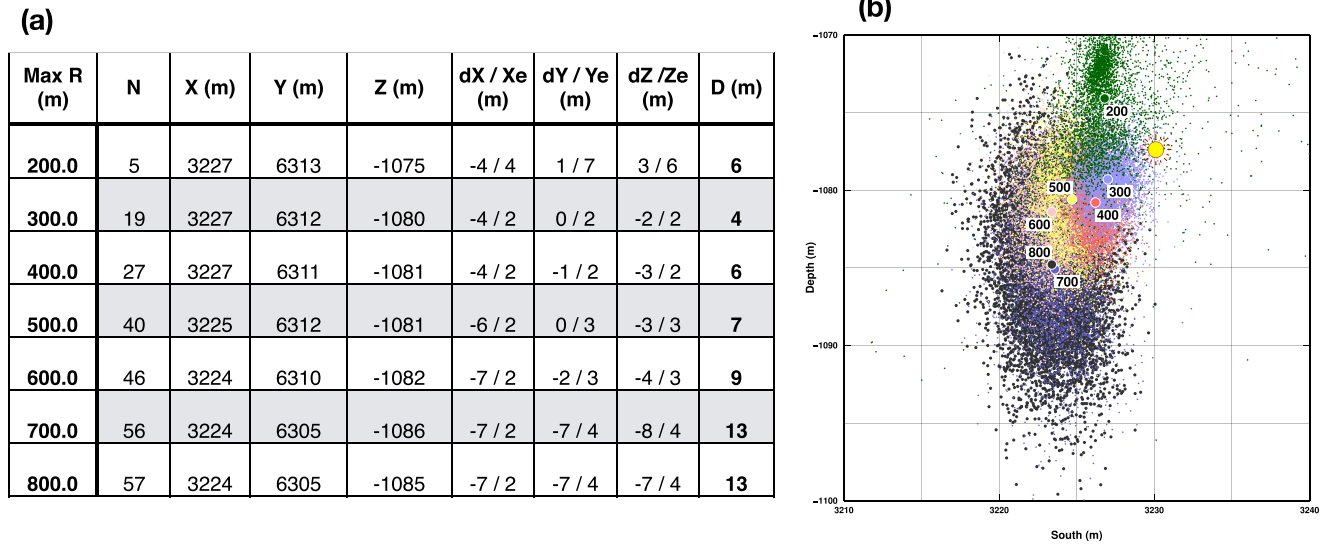 (a)
Max R (m) N X (m) Y (m) Z (m) dX / Xe (m) dY / Ye (m) dZ /Ze (m) D (m)
200.0 5 3227 6313 -1075 -4 / 4 1 / 7 3 / 6 6
300.0 19 3227 6312 -1080 -4 / 2 0 / 2 -2 / 2 4
400.0 27 3227 6311 -1081 -4 / 2 -1 / 2 -3 / 2 6
500.0 40 3225 6312 -1081 -6 / 2 0 / 3 -3 / 3 7
600.0 46 3224 6310 -1082 -7 / 2 -2 / 3 -4 / 3 9
700.0 56 3224 6305 -1086 -7 / 2 -7 / 4 -8 / 4 13
800.0 57 3224 6305 -1085 -7 / 2 -7 / 4 -7 / 4 13
(b)
−1070
200
−1080
500
300
400
600
800
700
−1090
−1100
Depth (m)
3210 3220 3230 3240
South (m)